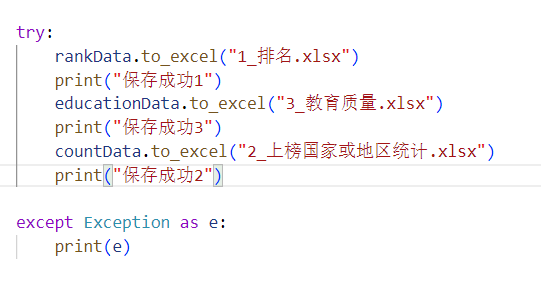 try:
    rankData.to_excel("1_排名.xlsx")
    print("保存成功1")
    educationData.to_excel("3_教育质量.xlsx")
    print("保存成功3")
    countData.to_excel("2_上榜国家或地区统计.xlsx")
    print("保存成功2")
except Exception as e:
    print(e)